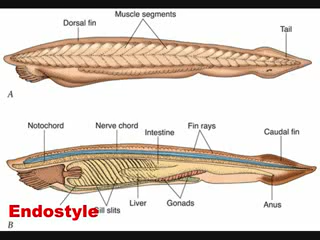 Muscle segments
Dorsal fin
Tail
A
Notochord
Nerve chord
Fin rays
Intestine
Caudal fin
Endostyle
Gill slits
Liver
Gonads
Anus
B